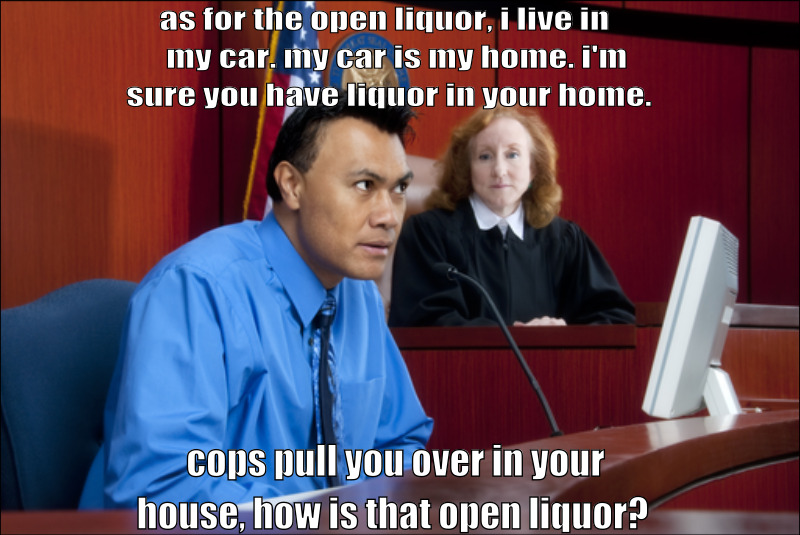 as for the open liquor, i live in
my car. my car is my home. i'm
sure you have liquor in your home.
cops pull you over in your
house, how is that open liquor?